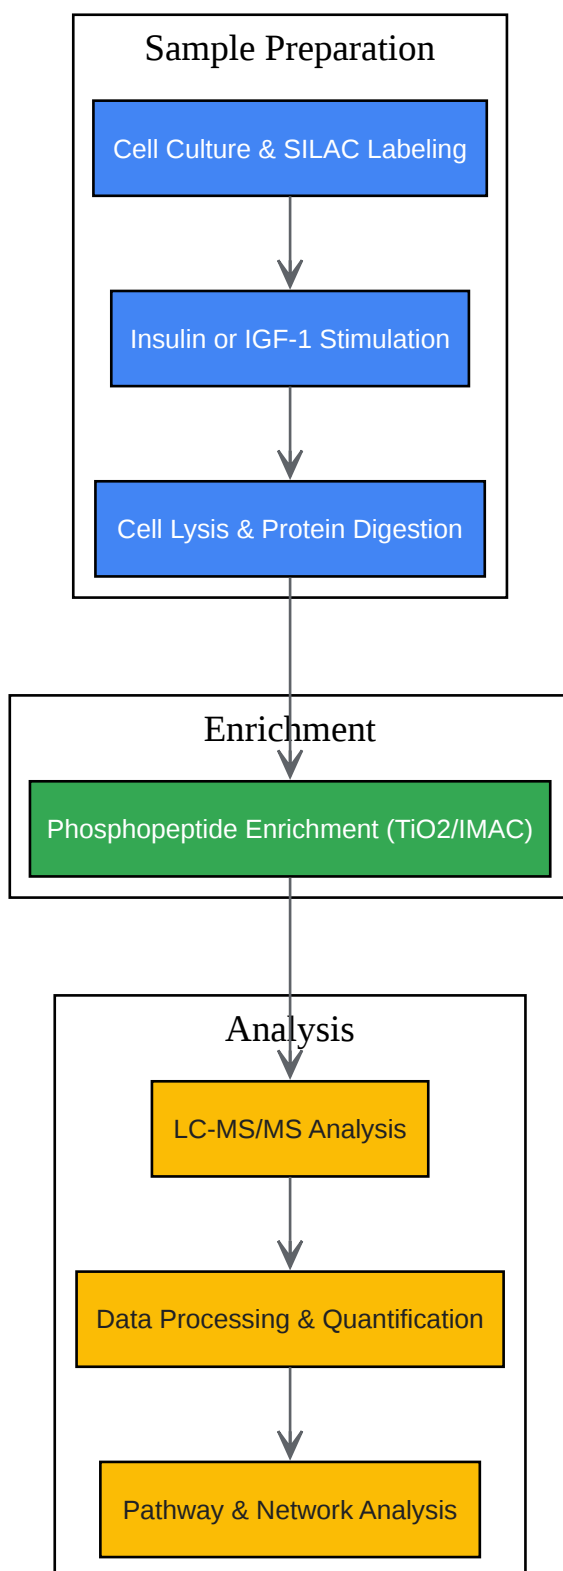 Sample Preparation
Cell Culture & SILAC Labeling
Insulin or IGF-1 Stimulation
Cell Lysis & Protein Digestion
Enrichment
Phosphopeptide Enrichment (TiO2/IMAC)
Analysis
LC-MS/MS Analysis
Data Processing & Quantification
Pathway & Network Analysis